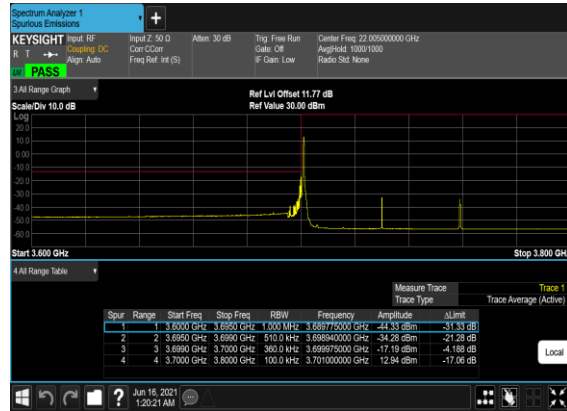 Spectrum Analyzer 1
Spurious Emissions
KEYSIGHT Input: RF Input Z: 50 Ω Atten: 30 dB Trig: Free Run Center Freq: 22.005000000 GHz
R T Coupling: DC Corr CCorr Gate: Off Avg|Hold: 1000/1000
Align: Auto Freq Ref: Int (S) IF Gain: Low Radio Std: None
PASS
3 All Range Graph
Ref Lvl Offset 11.77 dB
Scale/Div 10.0 dB Ref Value 30.00 dBm
Log
20.0
10.0
0.00
-10.0
-20.0
-30.0
-40.0
-50.0
-60.0
Start 3.600 GHz Stop 3.800 GHz
4 All Range Table
Measure Trace Trace 1
Trace Type Trace Average (Active)
Spur Range Start Freq Stop Freq RBW Frequency Amplitude ΔLimit
1 1 3.6000 GHz 3.6950 GHz 1.000 MHz 3.689775000 GHz -44.33 dBm -31.33 dB
2 2 3.6950 GHz 3.6990 GHz 510.0 kHz 3.698940000 GHz -34.28 dBm -21.28 dB
3 3 3.6990 GHz 3.7000 GHz 360.0 kHz 3.699975000 GHz -17.19 dBm -4.188 dB
4 4 3.7000 GHz 3.8000 GHz 100.0 kHz 3.701000000 GHz 12.94 dBm -17.06 dB
Local
Jun 16, 2021
1:20:21 AM